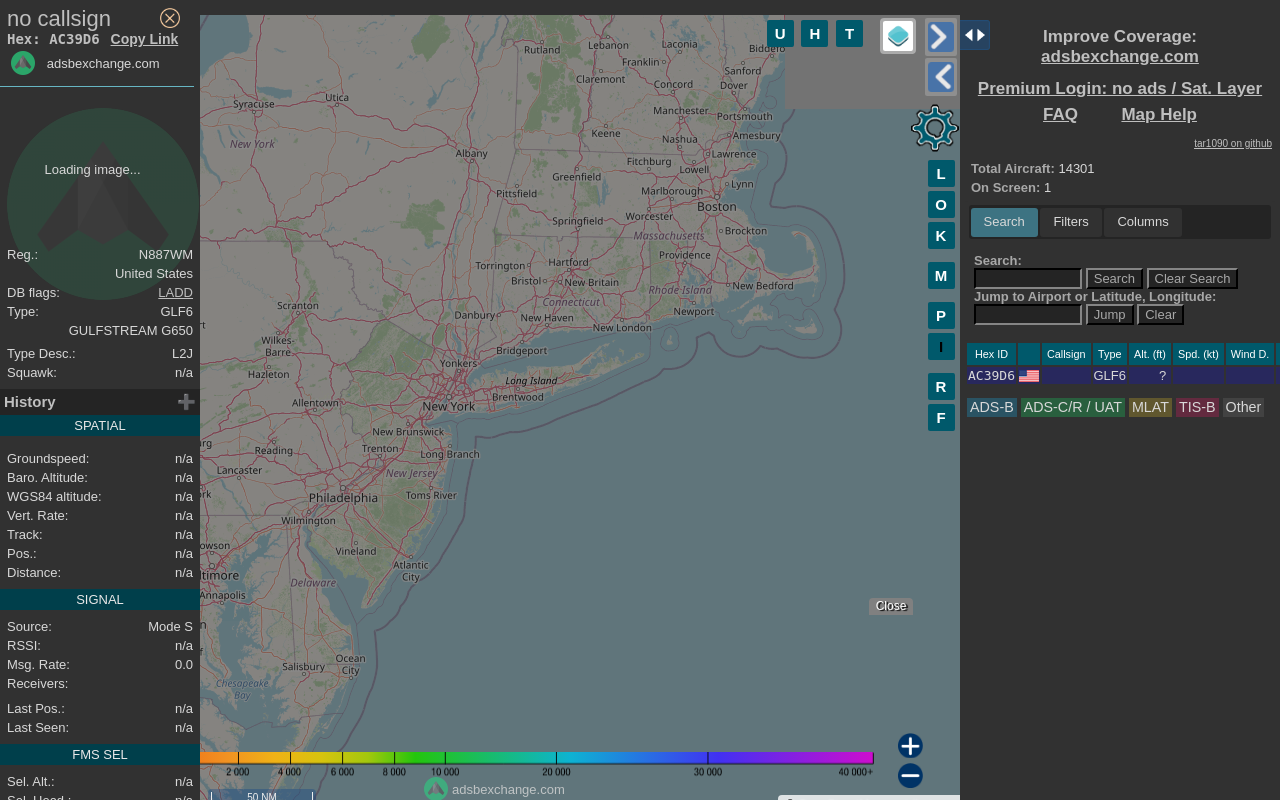 no callsign
Hex: AC39D6 Copy Link
adsbexchange.com
Loading image...
Reg.: N887WM
United States
DB flags: LADD
Type: GLF6
GULFSTREAM G650
Type Desc.: L2J
Squawk: n/a
History
SPATIAL
Groundspeed: n/a
Baro. Altitude: n/a
WGS84 altitude: n/a
Vert. Rate: n/a
Track: n/a
Pos.: n/a
Distance: n/a
SIGNAL
Source: Mode S
RSSI: n/a
Msg. Rate: 0.0
Receivers:
Last Pos.: n/a
Last Seen: n/a
FMS SEL
Sel. Alt.: n/a
Sel. Head.: n/a
U H T
Rutland
Lebanon
Laconia
Franklin
Claremont
Concord
Sanford
Dover
Syracuse
Utica
Manchester
Portsmouth
Keene
Nashua
Amesbury
New York
Albany
Fitchburg
Lawrence
Lowell
Greenfield
Pittsfield
Marlborough
Lynn
Worcester
Boston
Springfield
Massachusetts
Brockton
Providence
Torrington
Hartford
Bristol
New Britain
Rhode Island
New Bedford
Scranton
Connecticut
Danbury
New Haven
Newport
New London
Wilkes-
Barre
Bridgeport
Hazleton
Yonkers
Long Island
Allentown
New York
Brentwood
New Brunswick
Reading
Trenton
Long Branch
Lancaster
New Jersey
Philadelphia
Toms River
Wilmington
Vineland
Atlantic
City
Delaware
Annapolis
Salisbury
Ocean
City
Chesapeake
Bay
L
O
K
M
P
I
R
F
Close
2 000 4 000 6 000 8 000 10 000 20 000 30 000 40 000+
50 NM
adsbexchange.com
Improve Coverage:
adsbexchange.com
Premium Login: no ads / Sat. Layer
FAQ Map Help
tar1090 on github
Total Aircraft: 14301
On Screen: 1
Search Filters Columns
Search:
Search Clear Search
Jump to Airport or Latitude, Longitude:
Jump Clear
Hex ID Callsign Type Alt. (ft) Spd. (kt) Wind D.
AC39D6 GLF6 ?
ADS-B ADS-C/R / UAT MLAT TIS-B Other